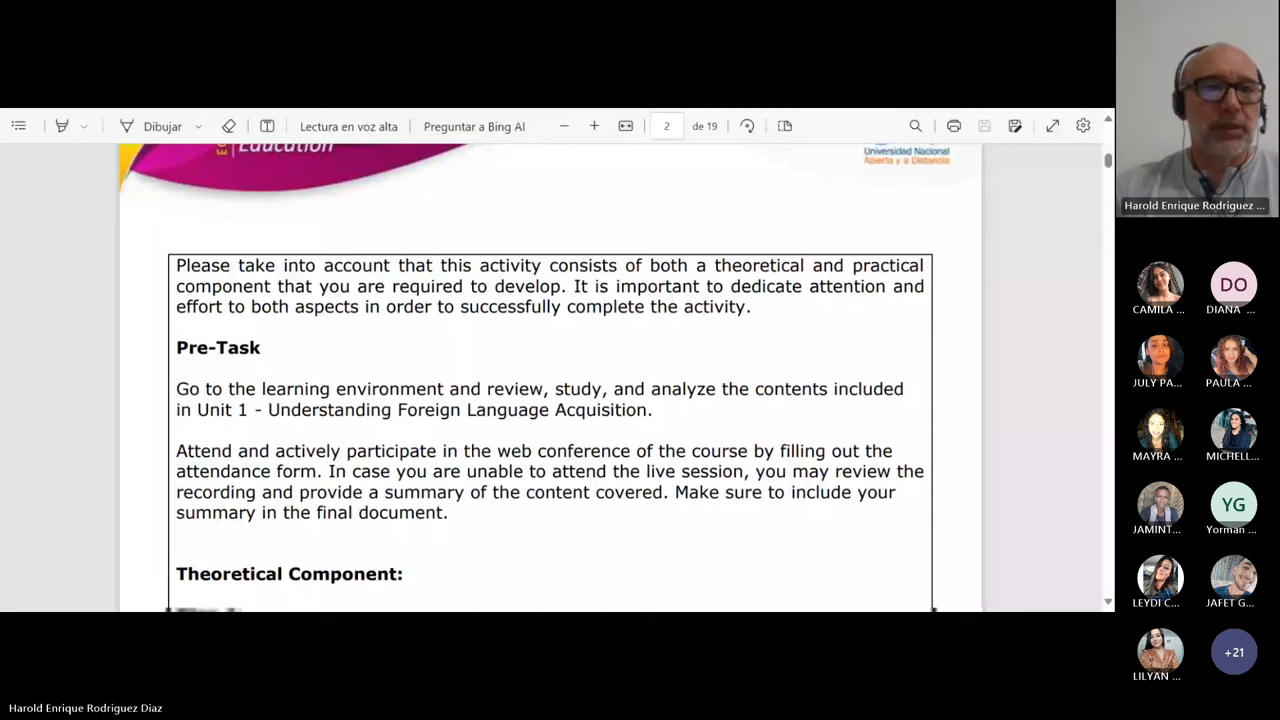 Dibujar
Lectura en voz alta
Preguntar a Bing AI
2
de 19
Education
Universidad Nacional
Abierta y a Distancia
Please take into account that this activity consists of both a theoretical and practical
component that you are required to develop. It is important to dedicate attention and
effort to both aspects in order to successfully complete the activity.
Pre-Task
Go to the learning environment and review, study, and analyze the contents included
in Unit 1 - Understanding Foreign Language Acquisition.
Attend and actively participate in the web conference of the course by filling out the
attendance form. In case you are unable to attend the live session, you may review the
recording and provide a summary of the content covered. Make sure to include your
summary in the final document.
Theoretical Component:
Harold Enrique Rodriguez ...
DO
CAMILA ...
DIANA ...
JULY PA...
PAULA ...
MAYRA ...
MICHELL...
YG
JAMINT...
Yorman ...
LEYDI C...
JAFET G...
+21
LILYAN ...
Harold Enrique Rodriguez Diaz